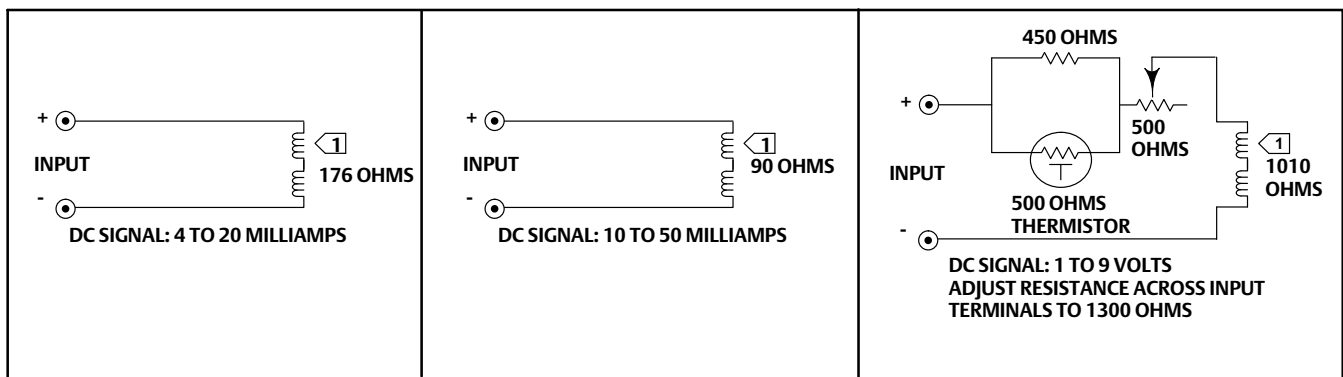 +
INPUT
-
1
176 OHMS
DC SIGNAL: 4 TO 20 MILLIAMPS
+
INPUT
-
1
90 OHMS
DC SIGNAL: 10 TO 50 MILLIAMPS
450 OHMS
+
500
OHMS
1
1010
OHMS
INPUT
500 OHMS
THERMISTOR
-
DC SIGNAL: 1 TO 9 VOLTS
ADJUST RESISTANCE ACROSS INPUT
TERMINALS TO 1300 OHMS